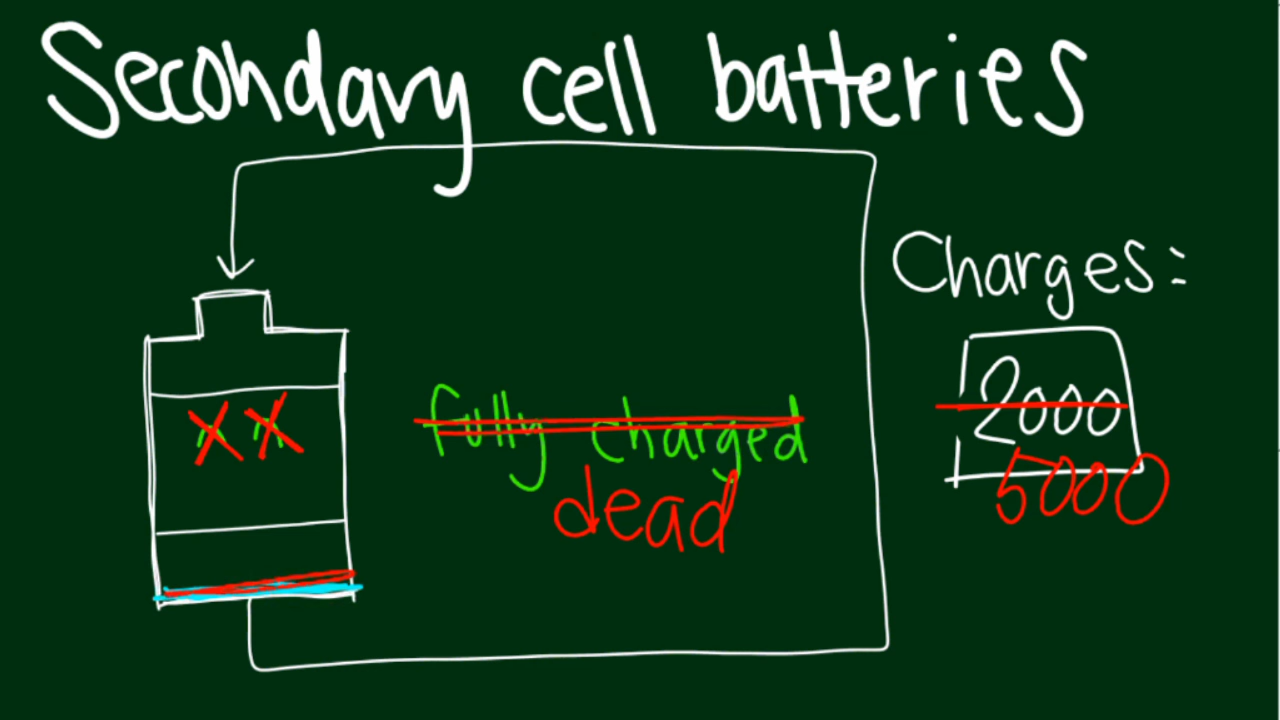 Secondary cell batteries
Charges:
fully charged
2000
dead
5000